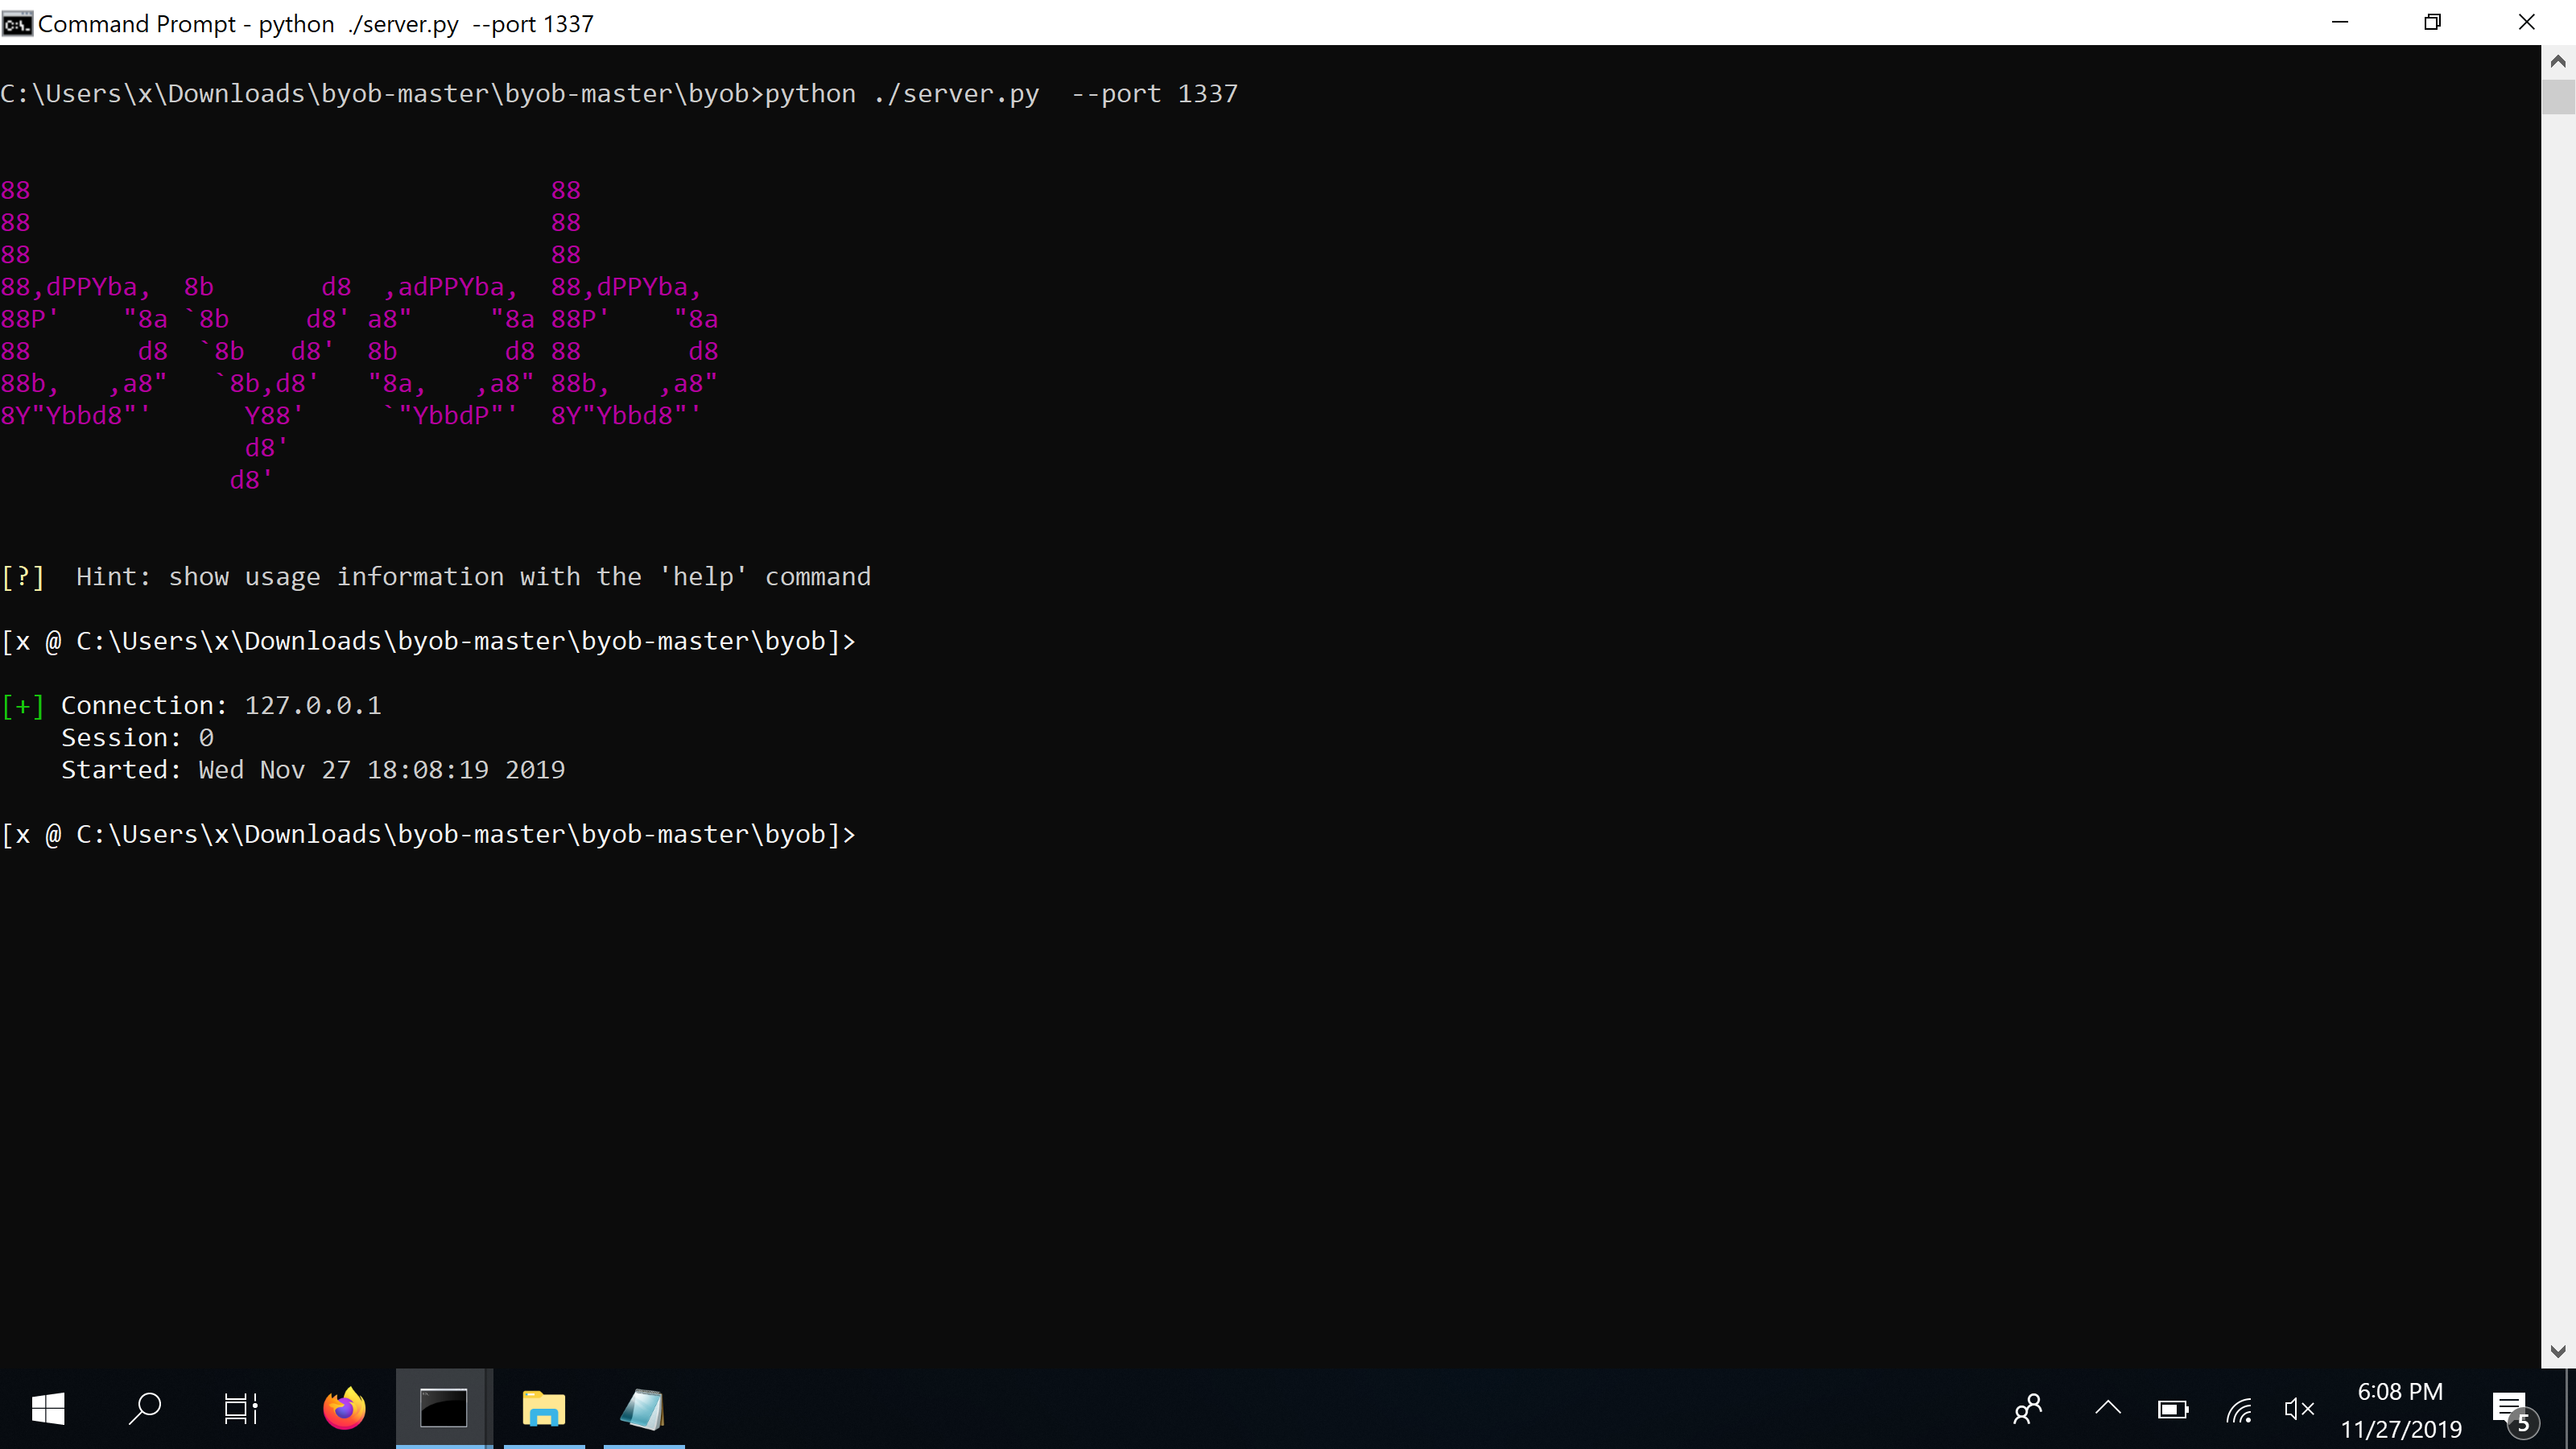 Command Prompt - python  ./server.py  --port 1337
C:\Users\x\Downloads\byob-master\byob-master\byob>python ./server.py  --port 1337
88                                  88
88                                  88
88                                  88
88,dPPYba,  8b       d8  ,adPPYba,  88,dPPYba,
88P'    "8a `8b     d8' a8"     "8a 88P'    "8a
88       d8  `8b   d8'  8b       d8 88       d8
88b,   ,a8"   `8b,d8'   "8a,   ,a8" 88b,   ,a8"
8Y"Ybbd8"'      Y88'     `"YbbdP"'  8Y"Ybbd8"'
                d8'
               d8'
[?]  Hint: show usage information with the 'help' command
[x @ C:\Users\x\Downloads\byob-master\byob-master\byob]>
[+] Connection: 127.0.0.1
    Session: 0
    Started: Wed Nov 27 18:08:19 2019
[x @ C:\Users\x\Downloads\byob-master\byob-master\byob]>
6:08 PM
11/27/2019
5